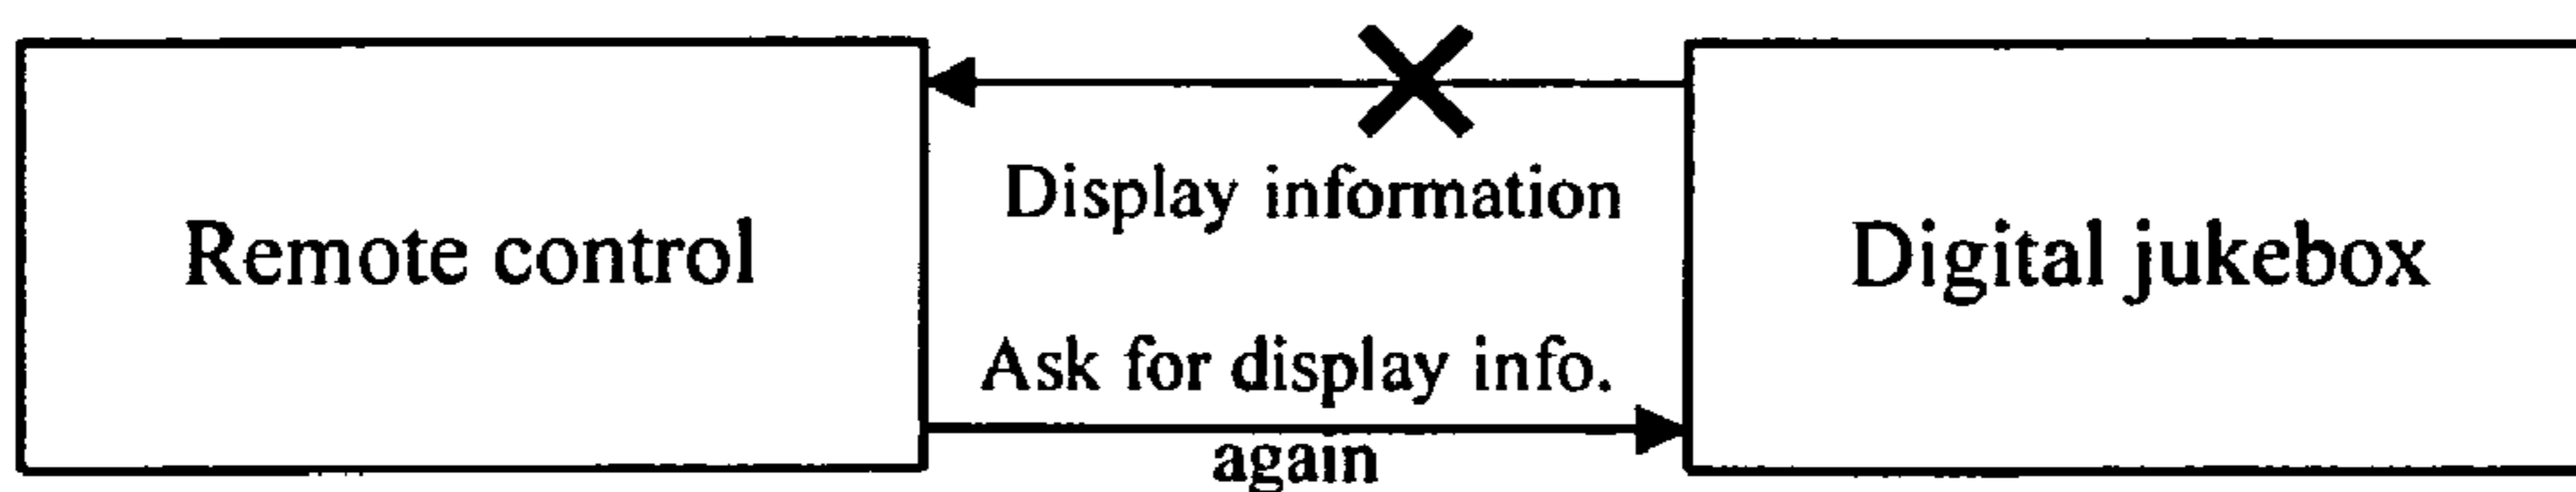 Display information
Remote control
Digital jukebox
Ask for display info.
again